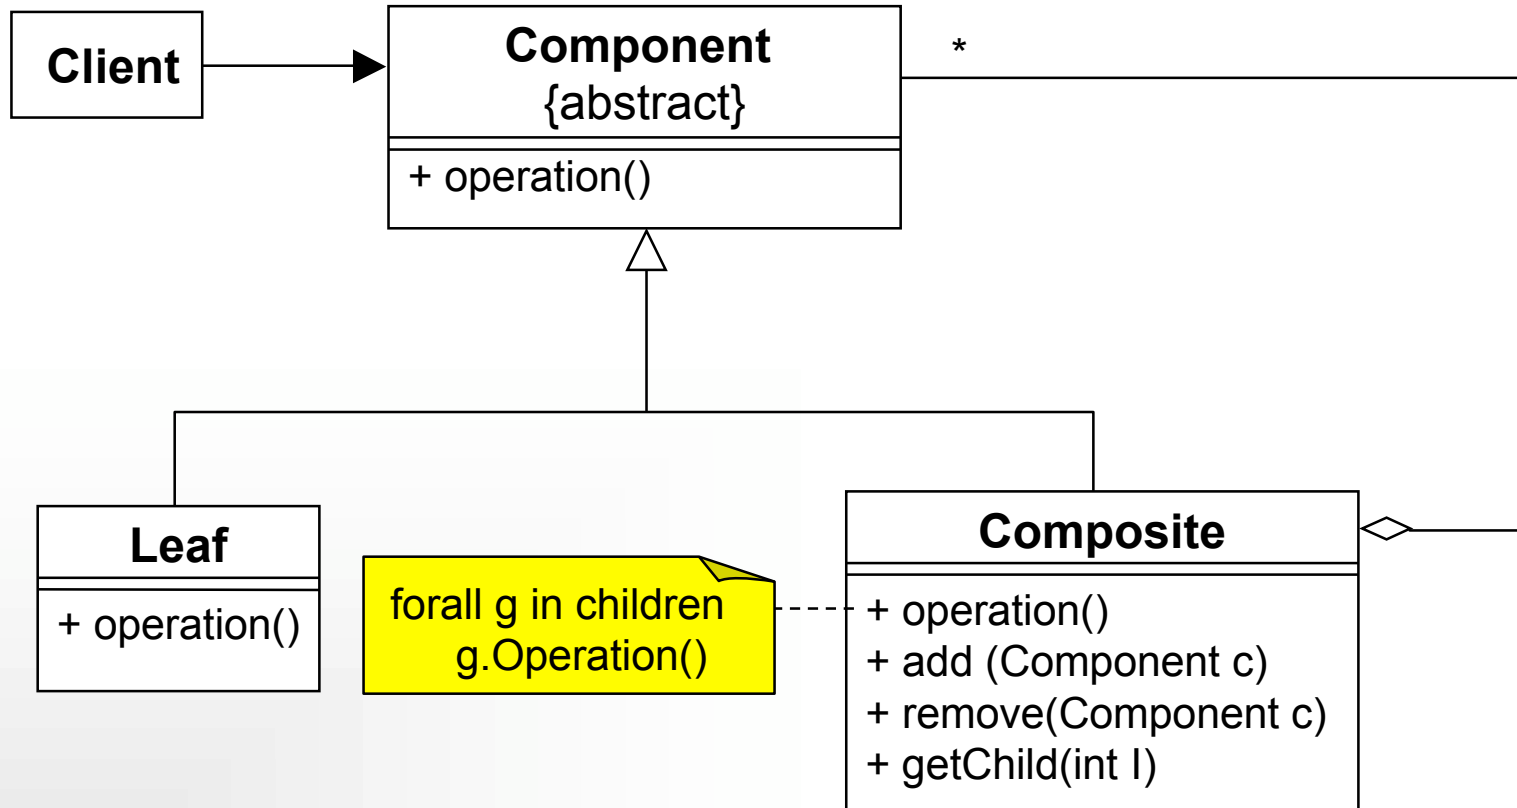 Client
Component
{abstract}
*
+ operation()
Leaf
+ operation()
forall g in children
g.Operation()
Composite
+ operation()
+ add (Component c)
+ remove(Component c)
+ getChild(int I)